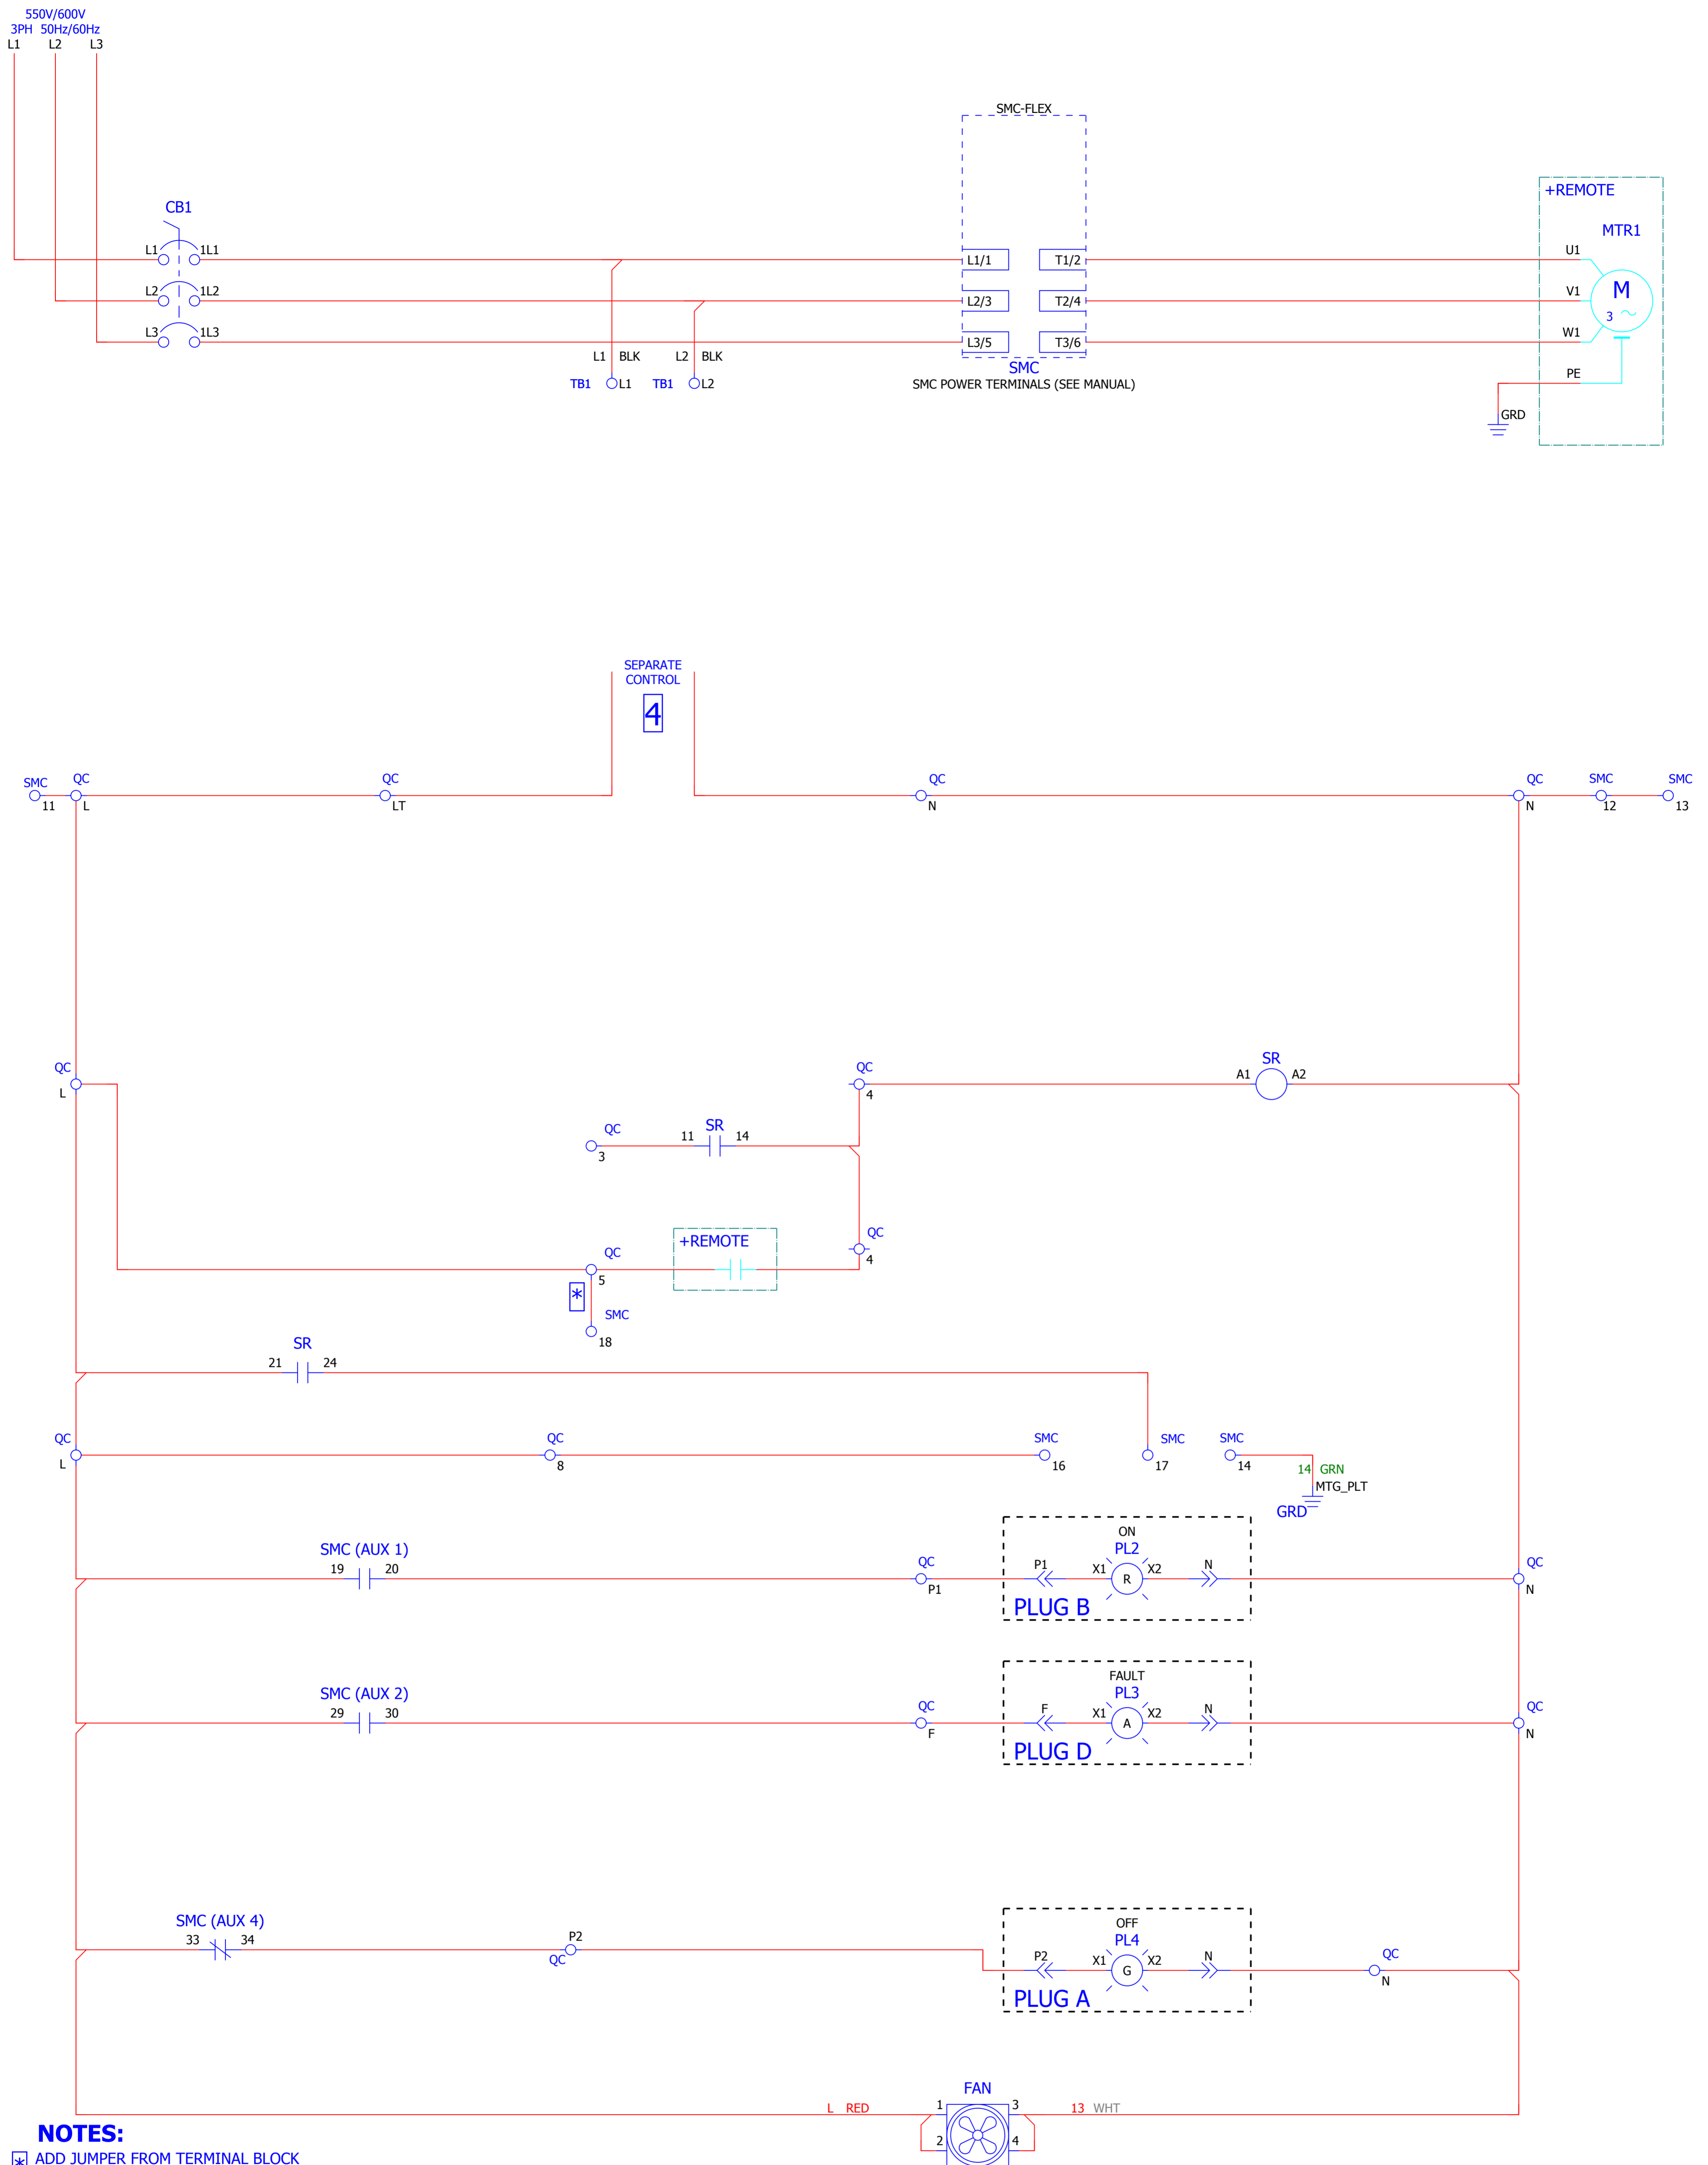 550V/600V
3PH 50Hz/60Hz
L1 L2 L3
SMC-FLEX
+REMOTE
CB1
MTR1
L1 1L1 L1/1 T1/2 U1
L2 1L2 L2/3 T2/4 V1 M
3
L3 1L3 L3/5 T3/6 W1
L1 BLK L2 BLK
SMC
TB1 L1 TB1 L2
SMC POWER TERMINALS (SEE MANUAL)
PE
GRD
SEPARATE
CONTROL
4
SMC QC QC QC QC SMC SMC
11 L LT N N 12 13
QC QC SR
A1 A2
L 4
QC SR
11 14
3
QC
+REMOTE
4
QC
5
*
SMC
18
SR
21 24
QC QC SMC SMC SMC
L 8 16 17 14
14 GRN
MTG_PLT
GRD
ON
SMC (AUX 1) PL2
19 20 QC P1 X1 R X2 N QC
P1 N
PLUG B
FAULT
SMC (AUX 2) PL3
29 30 QC F X1 A X2 N QC
F N
PLUG D
SMC (AUX 4) OFF
33 34 P2 PL4
QC P2 X1 G X2 N QC
N
PLUG A
FAN
L RED 1 3 13 WHT
2 4
NOTES:
* ADD JUMPER FROM TERMINAL BLOCK